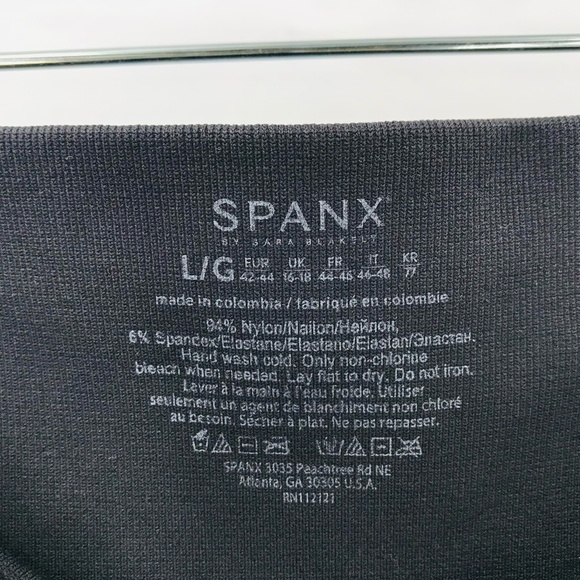 SPANX®
BY SARA BLAKELY
L/G EUR 42-44 UK 16-18 FR 44-46 IT 46-48 KR 77
made in colombia / fabriqué en colombie
94% Nylon/Nailon/Нейлон,
6% Spandex/Elastane/Elastano/Elastan/Эластан.
Hand wash cold. Only non-chlorine
bleach when needed. Lay flat to dry. Do not iron.
Laver à la main à l'eau froide. Utiliser
seulement un agent de blanchiment non chloré
au besoin. Sécher à plat. Ne pas repasser.
SPANX 3035 Peachtree Rd NE
Atlanta, GA 30305 U.S.A.
RN112121